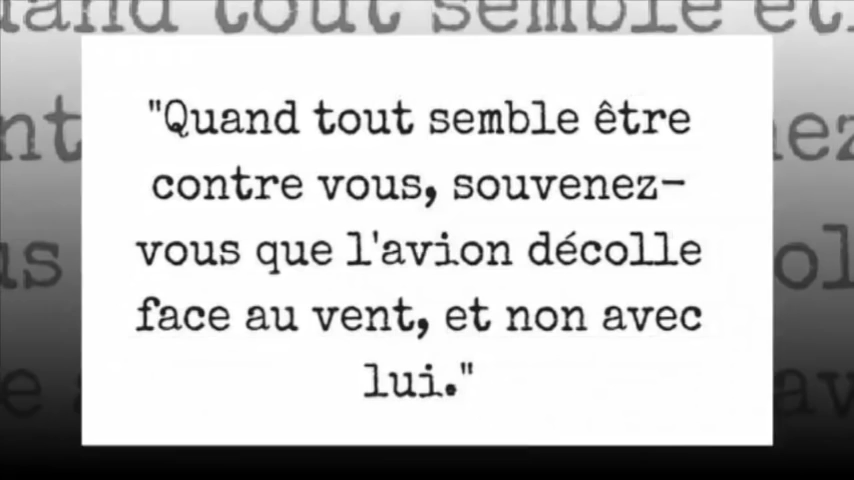 "Quand tout semble être
contre vous, souvenez-
vous que l'avion décolle
face au vent, et non avec
lui."